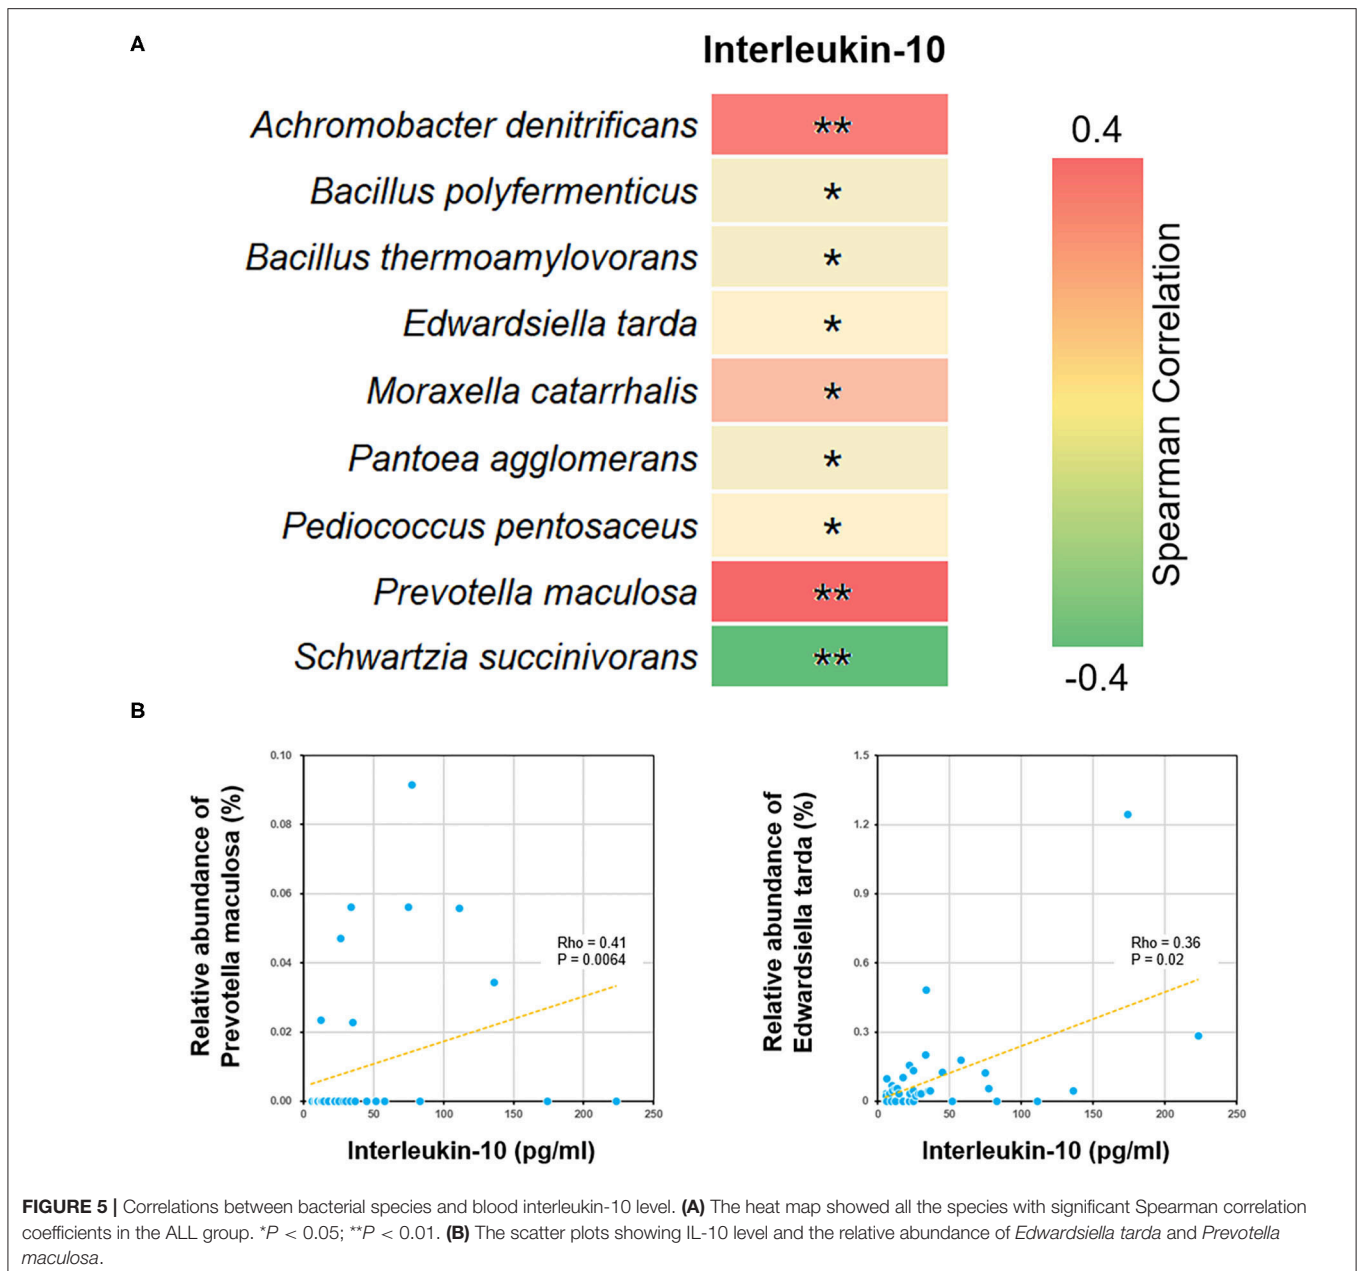 A
Interleukin-10
Achromobacter denitrificans **
Bacillus polyfermenticus *
Bacillus thermoamylovorans *
Edwardsiella tarda *
Moraxella catarrhalis *
Pantoea agglomerans *
Pediococcus pentosaceus *
Prevotella maculosa **
Schwartzia succinivorans **
0.4
Spearman Correlation
-0.4
B
Relative abundance of
Prevotella maculosa (%)
0.10
0.08
0.06
0.04
0.02
0.00
Rho = 0.41
P = 0.0064
0 50 100 150 200 250
Interleukin-10 (pg/ml)
Relative abundance of
Edwardsiella tarda (%)
1.5
1.2
0.9
0.6
0.3
0
Rho = 0.36
P = 0.02
0 50 100 150 200 250
Interleukin-10 (pg/ml)
FIGURE 5 | Correlations between bacterial species and blood interleukin-10 level. (A) The heat map showed all the species with significant Spearman correlation
coefficients in the ALL group. *P < 0.05; **P < 0.01. (B) The scatter plots showing IL-10 level and the relative abundance of Edwardsiella tarda and Prevotella
maculosa.